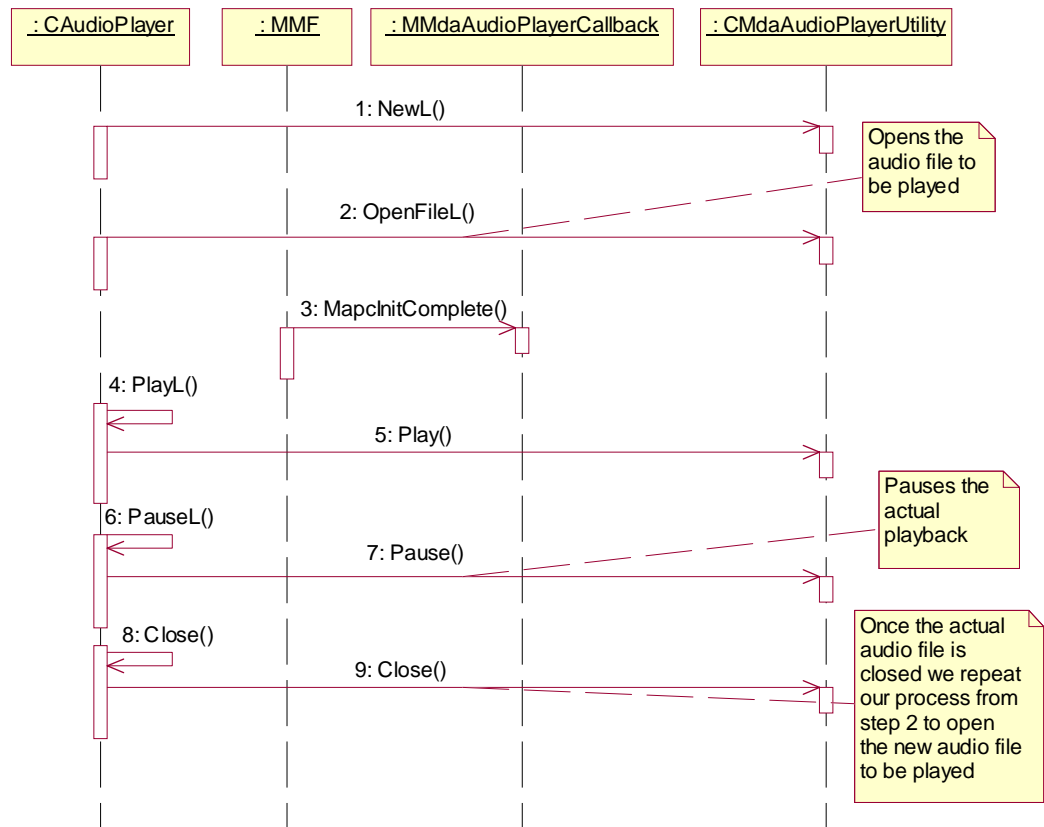 : CAudioPlayer
: MMF
: MMdaAudioPlayerCallback
: CMdaAudioPlayerUtility
1: NewL()
Opens the
audio file to
be played
2: OpenFileL()
3: MapcInitComplete()
4: PlayL()
5: Play()
Pauses the
actual
playback
6: PauseL()
7: Pause()
8: Close()
Once the actual
audio file is
closed we repeat
our process from
step 2 to open
the new audio file
to be played
9: Close()